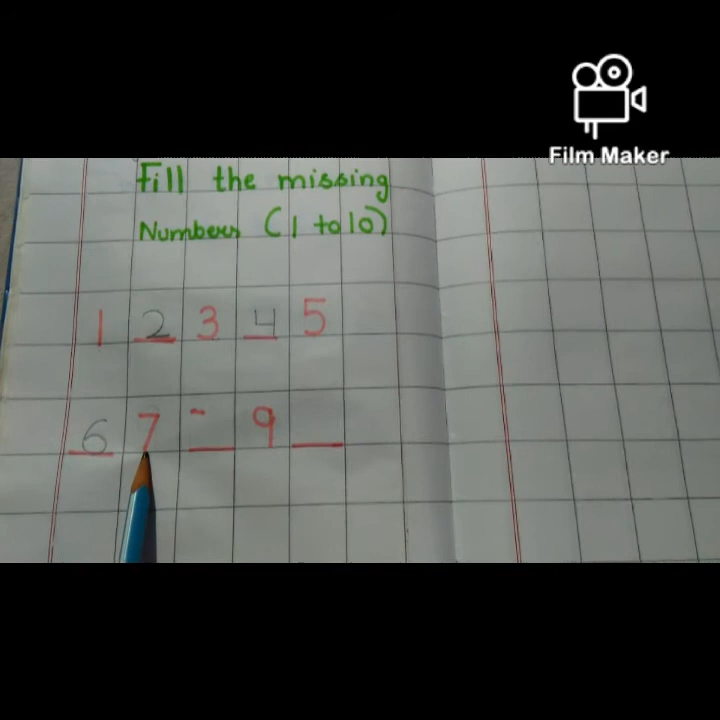 Film Maker
Fill the missing
Numbers (1 to 10)
1 2 3 4 5
6 7 _ 9 _